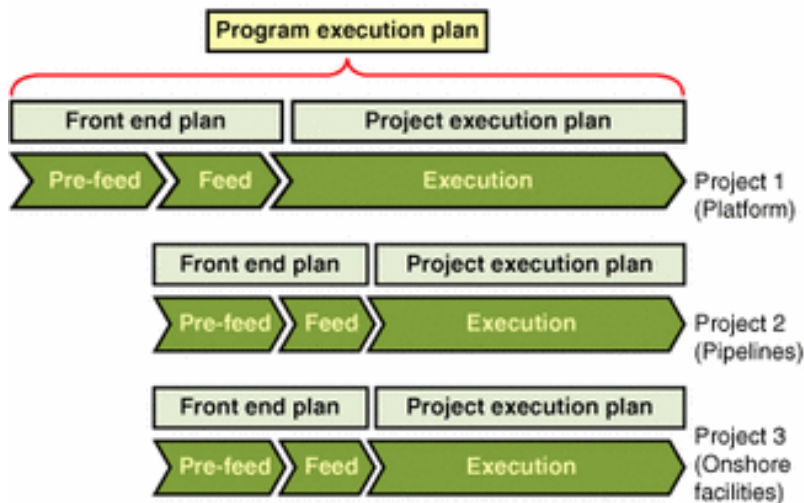 Program execution plan
Front end plan Project execution plan
Pre-feed Feed Execution
Project 1
(Platform)
Front end plan Project execution plan
Pre-feed Feed Execution
Project 2
(Pipelines)
Front end plan Project execution plan
Pre-feed Feed Execution
Project 3
(Onshore
facilities)